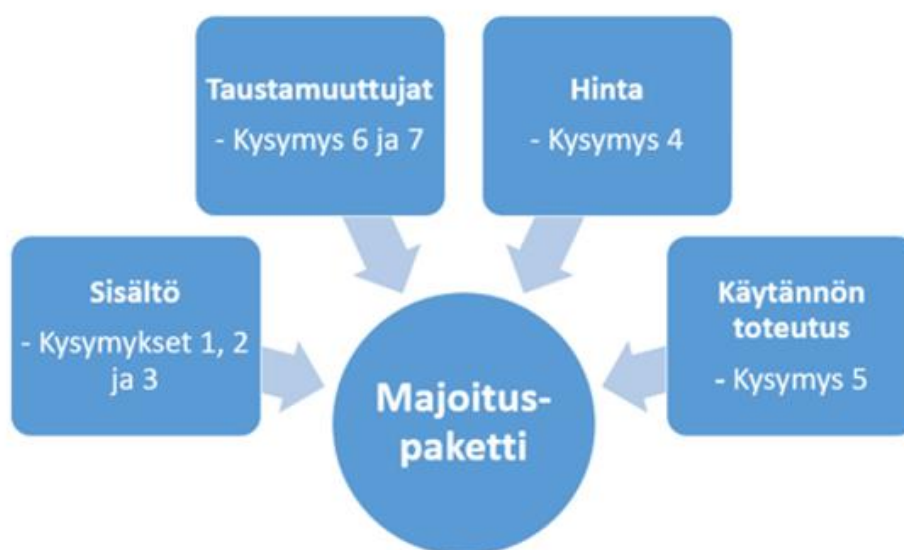 Taustamuuttujat
- Kysymys 6 ja 7
Hinta
- Kysymys 4
Sisältö
- Kysymykset 1, 2
ja 3
Käytännön
toteutus
- Kysymys 5
Majoitus-
paketti